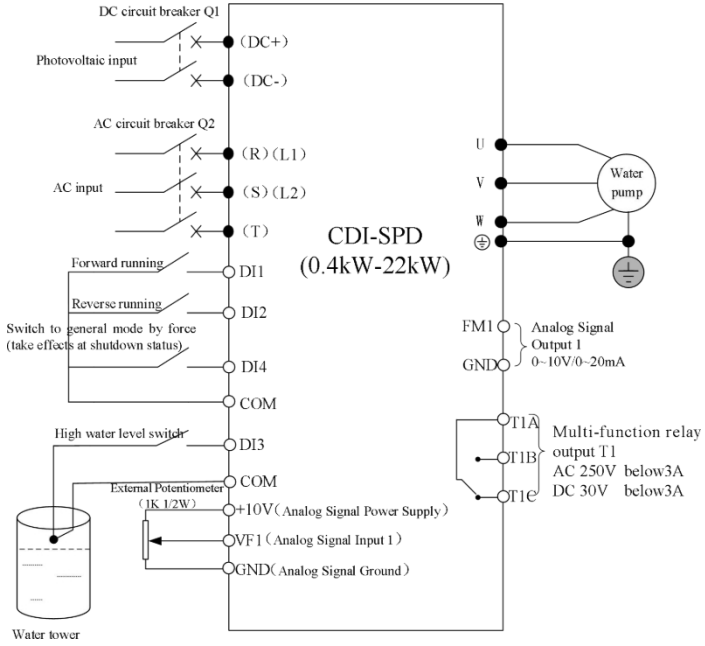 DC circuit breaker Q1
Photovoltaic input
(DC+)
(DC-)
AC circuit breaker Q2
AC input
(R)(L1)
(S)(L2)
(T)
Forward running
DI1
Reverse running
DI2
Switch to general mode by force
(take effects at shutdown status)
DI4
COM
High water level switch
DI3
COM
External Potentiometer
(1K 1/2W)
+10V(Analog Signal Power Supply)
VF1(Analog Signal Input 1)
GND(Analog Signal Ground)
Water tower
CDI-SPD
(0.4kW-22kW)
U
V
W
Water
pump
FM1
GND
Analog Signal
Output 1
0~10V/0~20mA
T1A
T1B
T1C
Multi-function relay
output T1
AC 250V below3A
DC 30V below3A